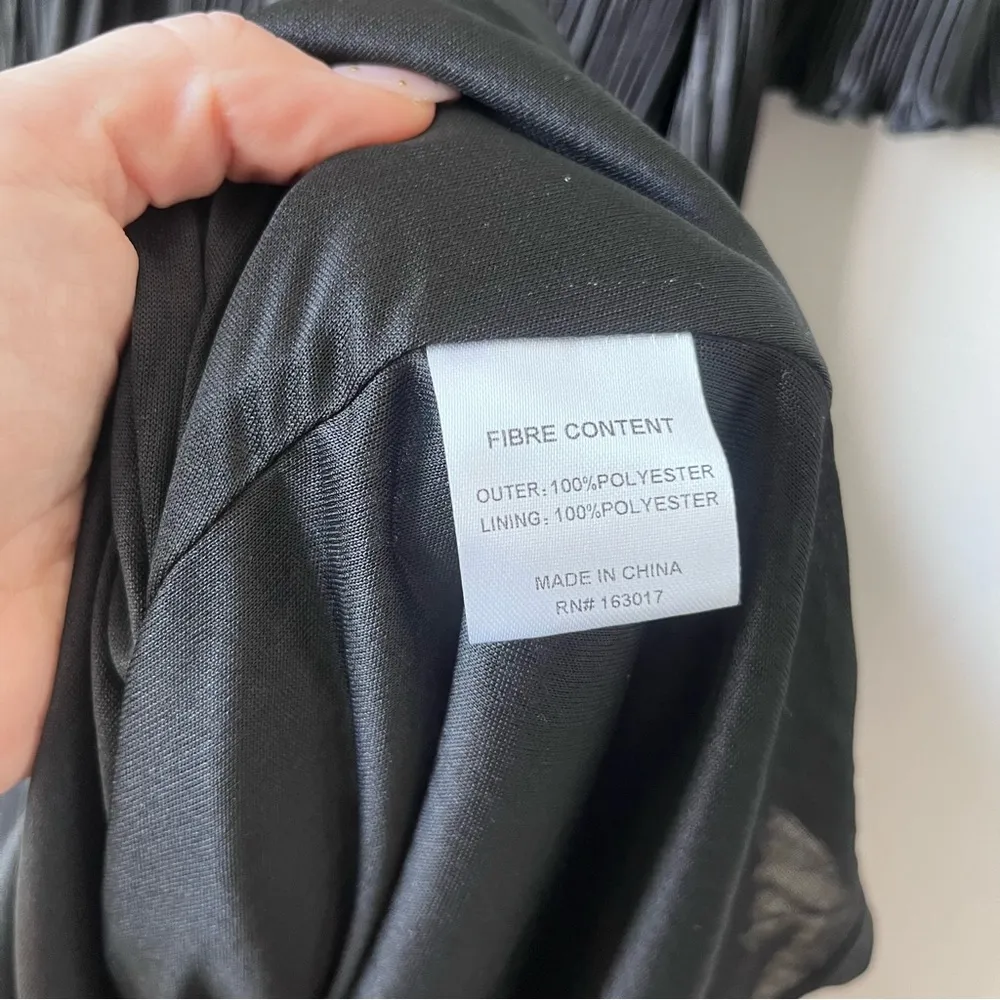 FIBRE CONTENT
OUTER: 100%POLYESTER
LINING: 100%POLYESTER
MADE IN CHINA
RN# 163017